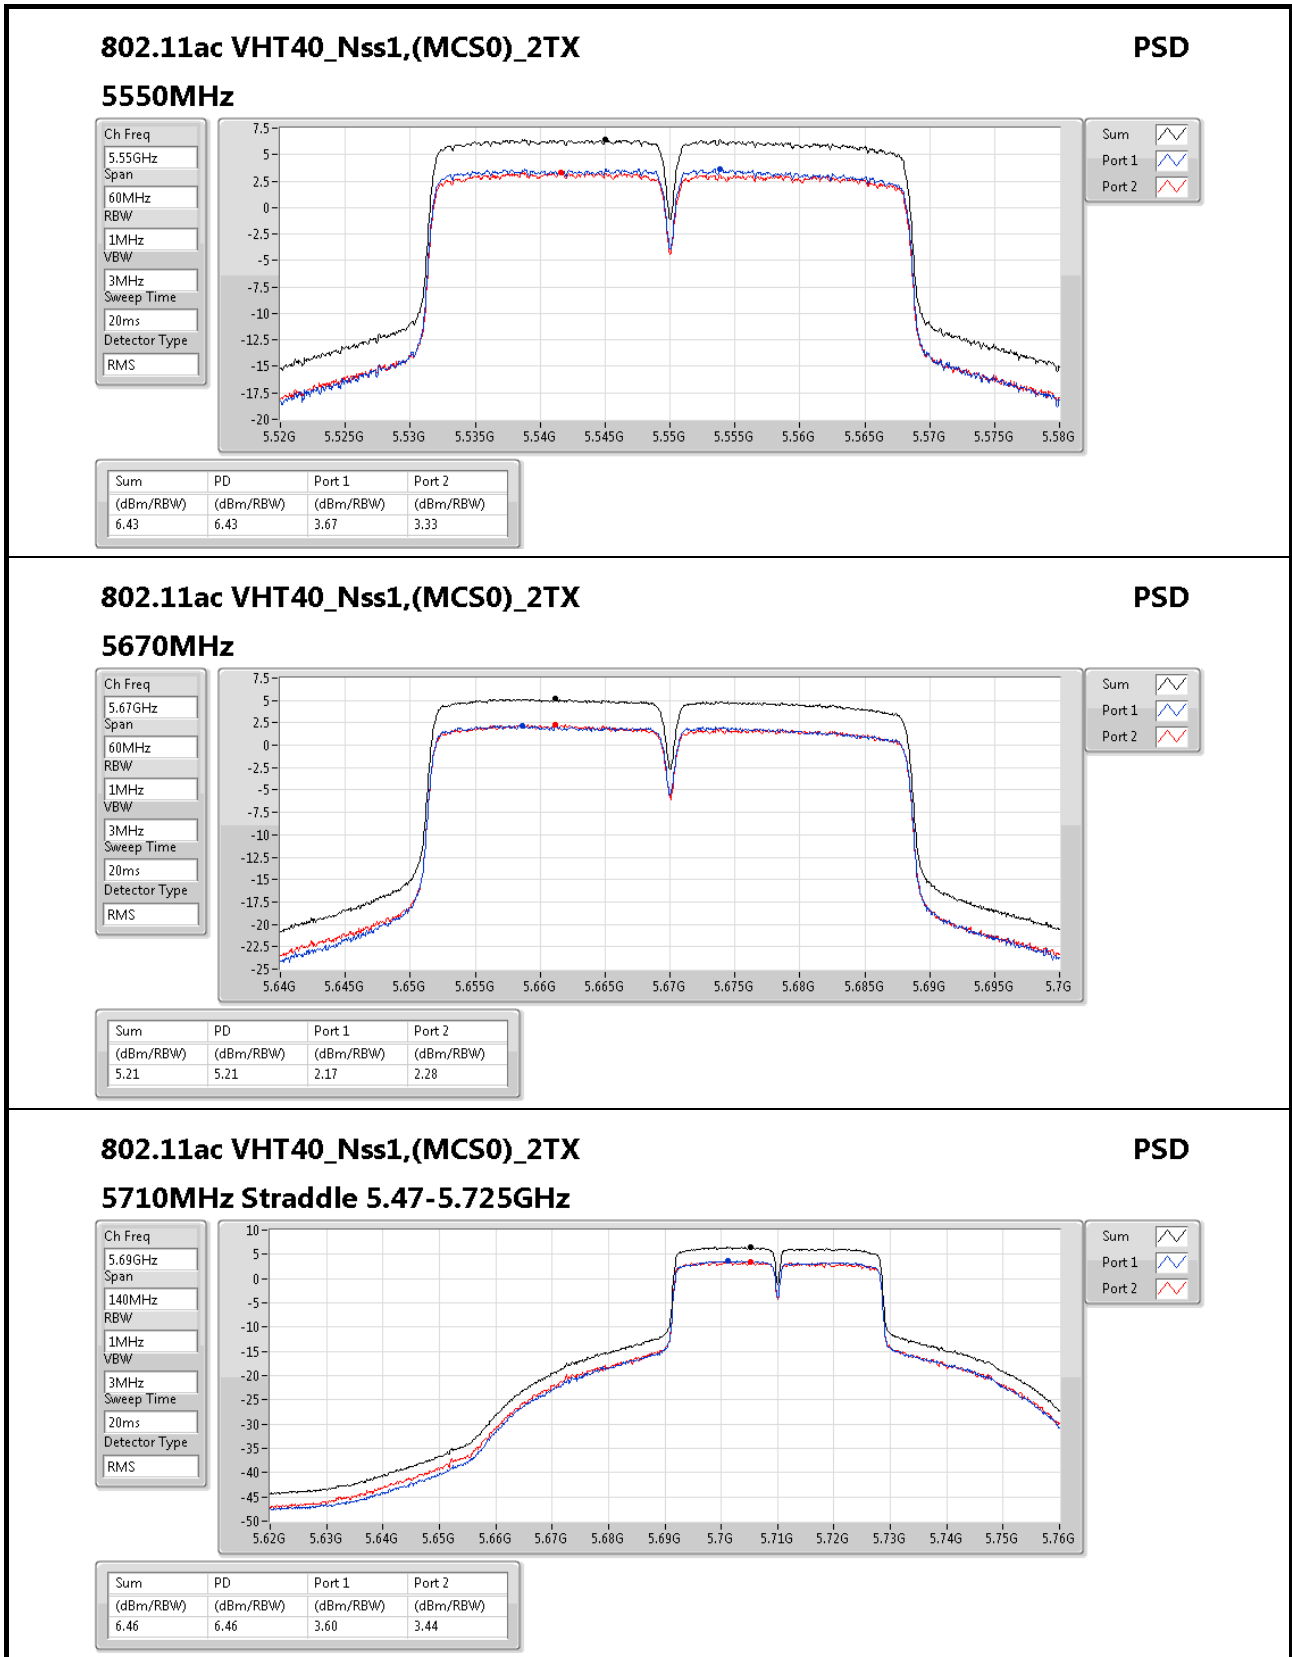 802.11ac VHT40_Nss1,(MCS0)_2TX PSD
5550MHz
Ch Freq
5.55GHz
Span
60MHz
RBW
1MHz
VBW
3MHz
Sweep Time
20ms
Detector Type
RMS
7.5
5
2.5
0
-2.5
-5
-7.5
-10
-12.5
-15
-17.5
-20
5.52G 5.525G 5.53G 5.535G 5.54G 5.545G 5.55G 5.555G 5.56G 5.565G 5.57G 5.575G 5.58G
Sum
Port 1
Port 2
Sum PD Port 1 Port 2
(dBm/RBW) (dBm/RBW) (dBm/RBW) (dBm/RBW)
6.43 6.43 3.67 3.33
802.11ac VHT40_Nss1,(MCS0)_2TX PSD
5670MHz
Ch Freq
5.67GHz
Span
60MHz
RBW
1MHz
VBW
3MHz
Sweep Time
20ms
Detector Type
RMS
7.5
5
2.5
0
-2.5
-5
-7.5
-10
-12.5
-15
-17.5
-20
-22.5
-25
5.64G 5.645G 5.65G 5.655G 5.66G 5.665G 5.67G 5.675G 5.68G 5.685G 5.69G 5.695G 5.7G
Sum
Port 1
Port 2
Sum PD Port 1 Port 2
(dBm/RBW) (dBm/RBW) (dBm/RBW) (dBm/RBW)
5.21 5.21 2.17 2.28
802.11ac VHT40_Nss1,(MCS0)_2TX PSD
5710MHz Straddle 5.47-5.725GHz
Ch Freq
5.69GHz
Span
140MHz
RBW
1MHz
VBW
3MHz
Sweep Time
20ms
Detector Type
RMS
10
5
0
-5
-10
-15
-20
-25
-30
-35
-40
-45
-50
5.62G 5.63G 5.64G 5.65G 5.66G 5.67G 5.68G 5.69G 5.7G 5.71G 5.72G 5.73G 5.74G 5.75G 5.76G
Sum
Port 1
Port 2
Sum PD Port 1 Port 2
(dBm/RBW) (dBm/RBW) (dBm/RBW) (dBm/RBW)
6.46 6.46 3.60 3.44